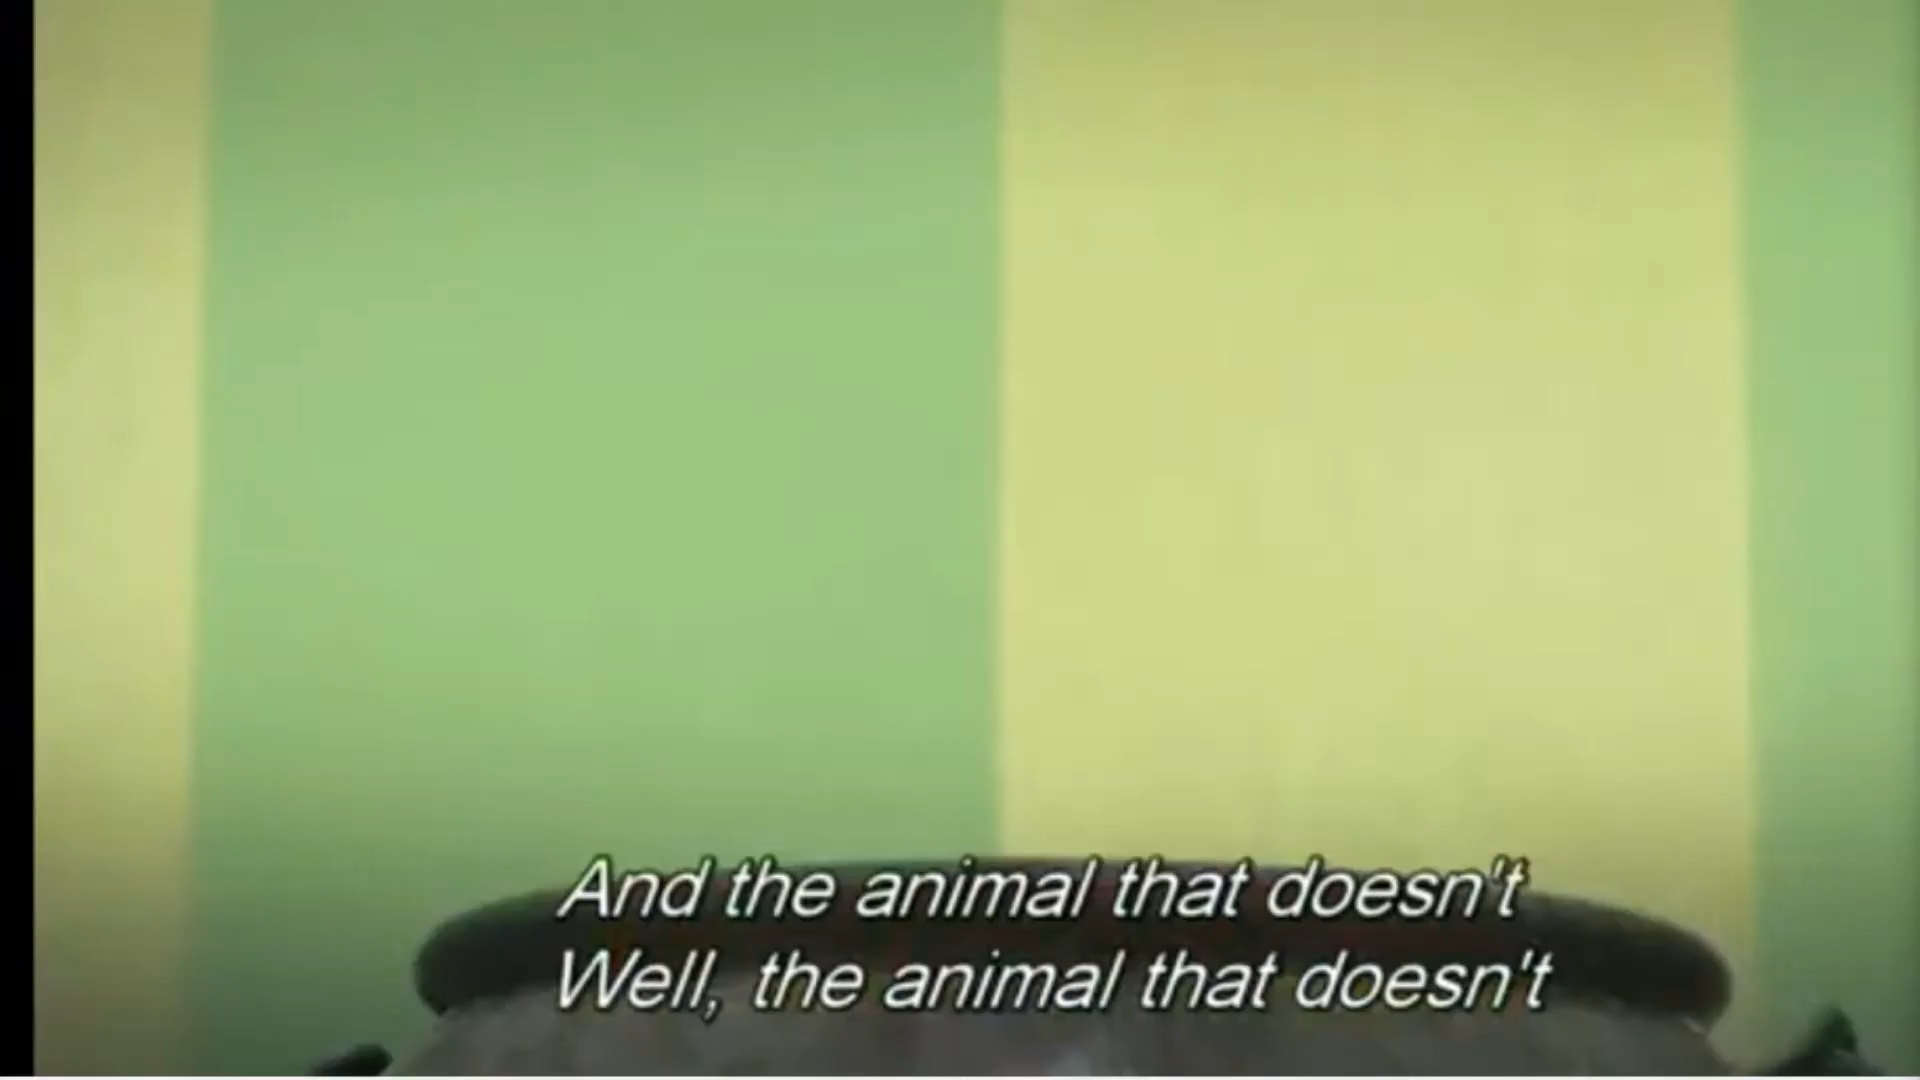 And the animal that doesn't
Well, the animal that doesn't